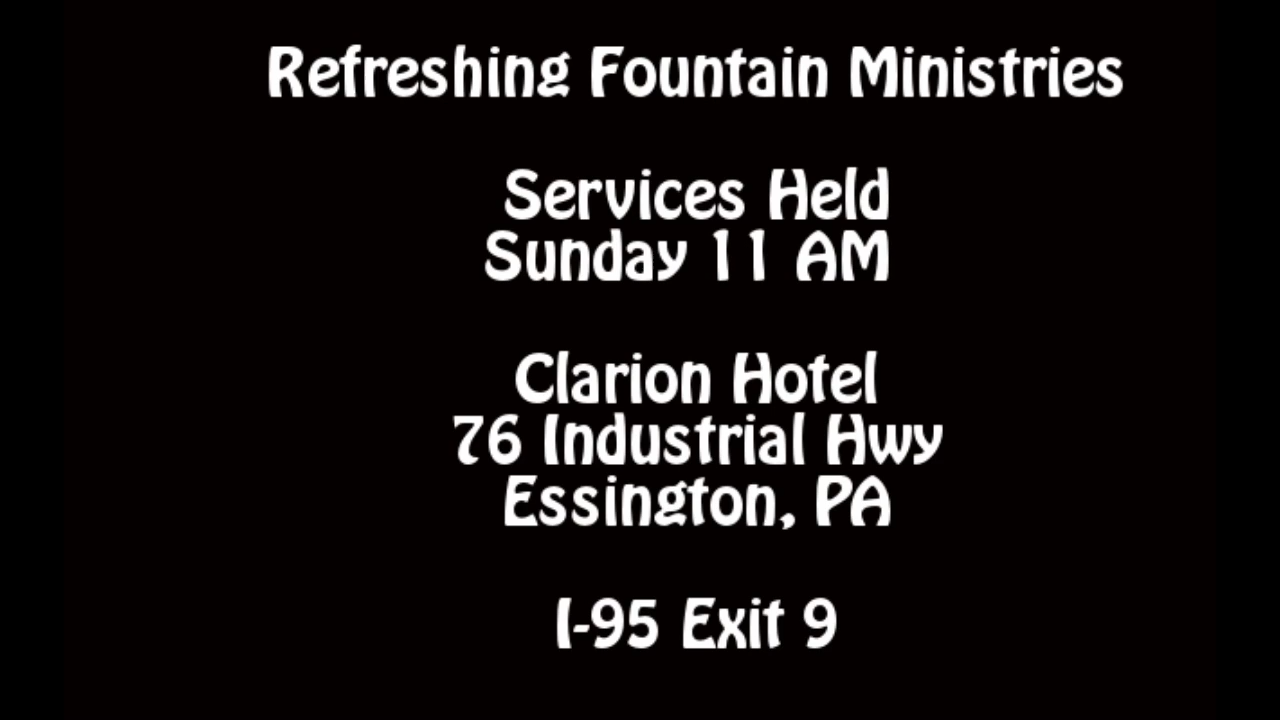 Refreshing Fountain Ministries
Services Held
Sunday 11 AM
Clarion Hotel
76 Industrial Hwy
Essington, PA
I-95 Exit 9